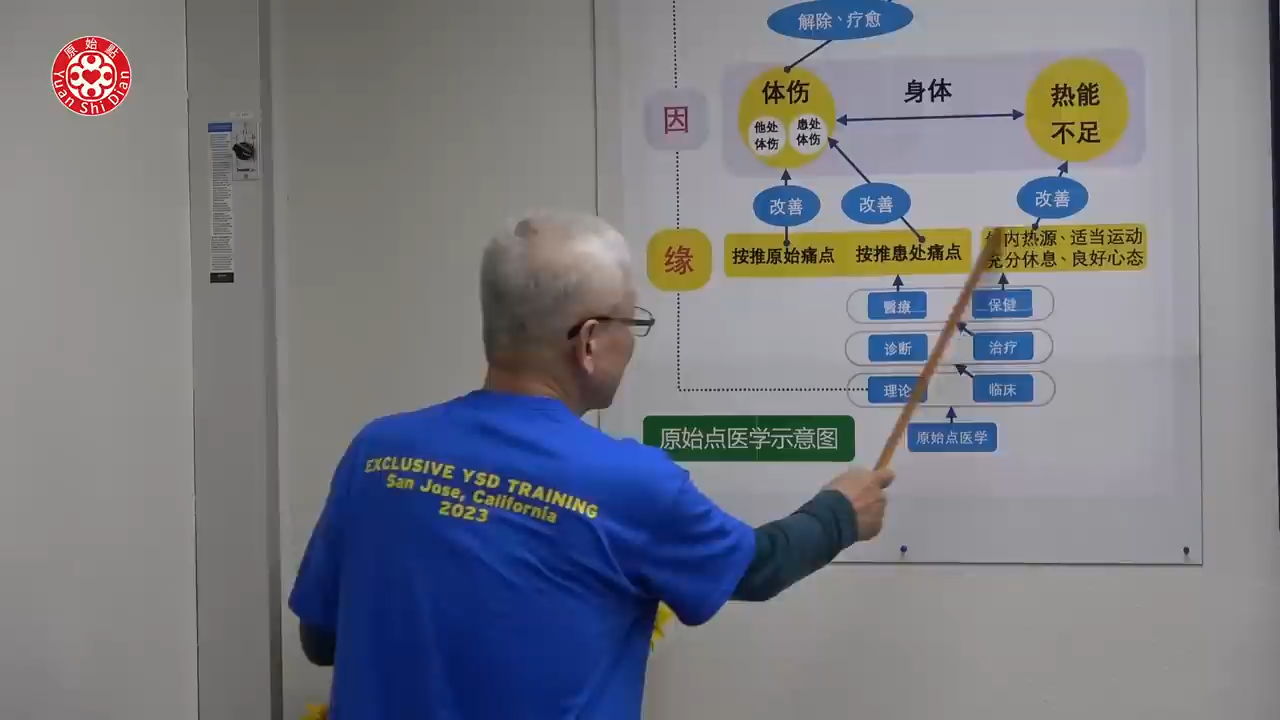 原始點
Yuan Shi Dian
解除、疗愈
因
体伤
他处
体伤
患处
体伤
身体
热能
不足
改善
改善
改善
缘
按推原始痛点
按推患处痛点
内热源、适当运动
充分休息、良好心态
醫療
保健
诊断
治疗
理论
临床
原始点医学示意图
原始点医学
EXCLUSIVE YSD TRAINING
San Jose, California
2023